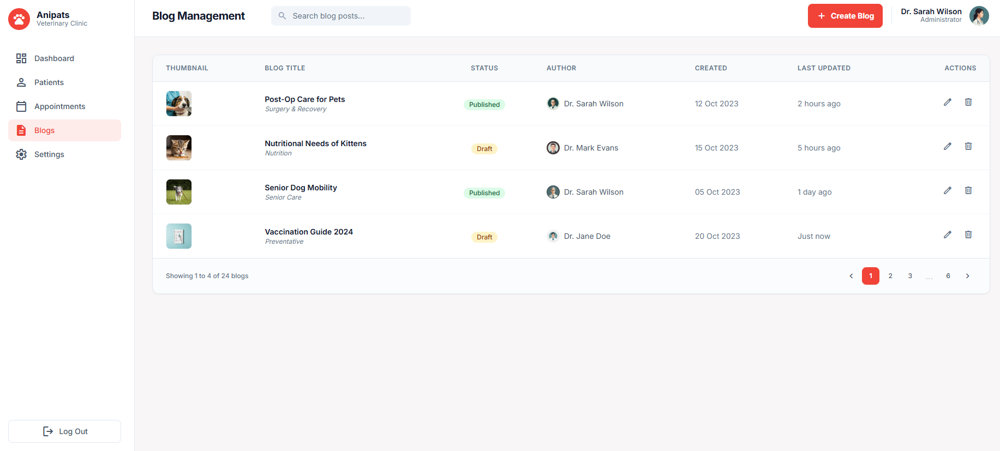 Anipats
Veterinary Clinic
Dashboard
Patients
Appointments
Blogs
Settings
Log Out
Blog Management
Search blog posts...
Create Blog
Dr. Sarah Wilson
Administrator
THUMBNAIL BLOG TITLE STATUS AUTHOR CREATED LAST UPDATED ACTIONS
Post-Op Care for Pets
Surgery & Recovery
Published Dr. Sarah Wilson 12 Oct 2023 2 hours ago
Nutritional Needs of Kittens
Nutrition
Draft Dr. Mark Evans 15 Oct 2023 5 hours ago
Senior Dog Mobility
Senior Care
Published Dr. Sarah Wilson 05 Oct 2023 1 day ago
Vaccination Guide 2024
Preventative
Draft Dr. Jane Doe 20 Oct 2023 Just now
Showing 1 to 4 of 24 blogs
1 2 3 ... 6